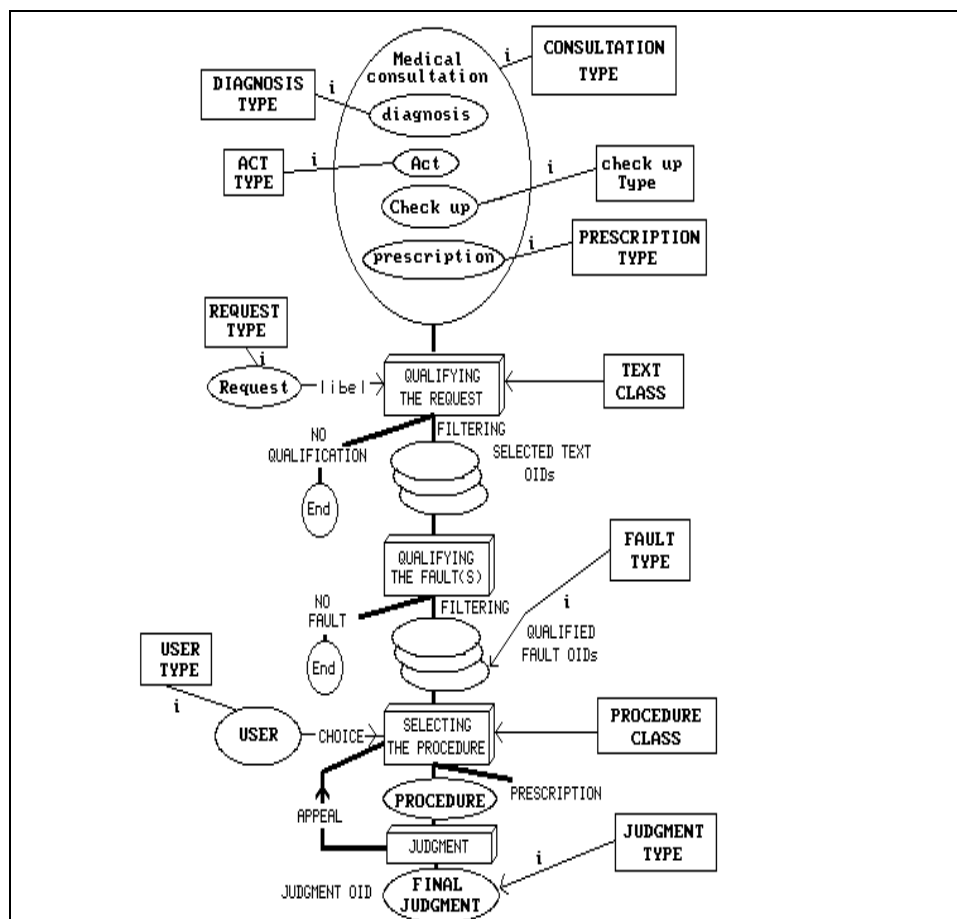 Medical
consultation
i
CONSULTATION
TYPE
DIAGNOSIS
TYPE
i
diagnosis
ACT
TYPE
i
Act
i
check up
Type
Check up
prescription
i
PRESCRIPTION
TYPE
REQUEST
TYPE
i
Request
libel
QUALIFYING
THE REQUEST
TEXT
CLASS
NO
QUALIFICATION
FILTERING
SELECTED TEXT
OIDs
End
QUALIFYING
THE FAULT(S)
FAULT
TYPE
i
NO
FAULT
FILTERING
QUALIFIED
FAULT OIDs
End
USER
TYPE
i
USER
CHOICE
SELECTING
THE PROCEDURE
PROCEDURE
CLASS
PRESCRIPTION
PROCEDURE
APPEAL
JUDGMENT
JUDGMENT
TYPE
i
JUDGMENT OID
FINAL
JUDGMENT